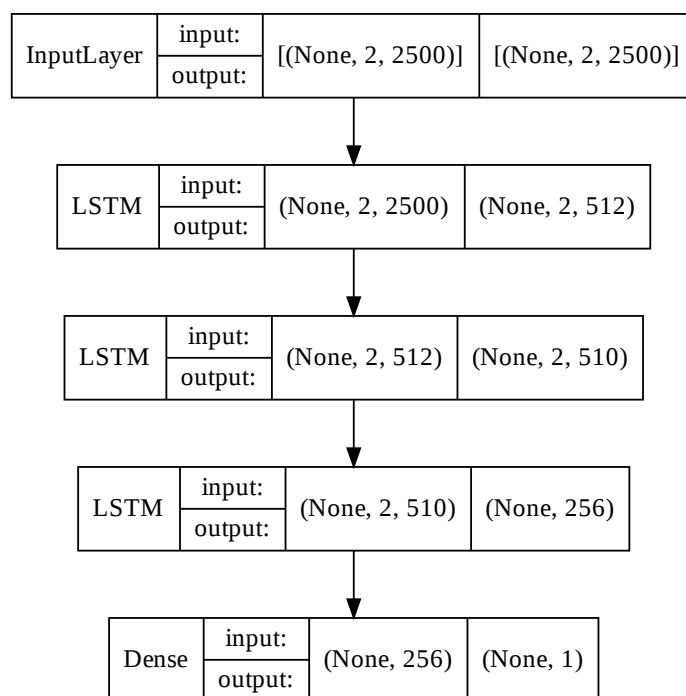 InputLayer
input:
output:
[(None, 2, 2500)]
[(None, 2, 2500)]
LSTM
input:
output:
(None, 2, 2500)
(None, 2, 512)
LSTM
input:
output:
(None, 2, 512)
(None, 2, 510)
LSTM
input:
output:
(None, 2, 510)
(None, 256)
Dense
input:
output:
(None, 256)
(None, 1)